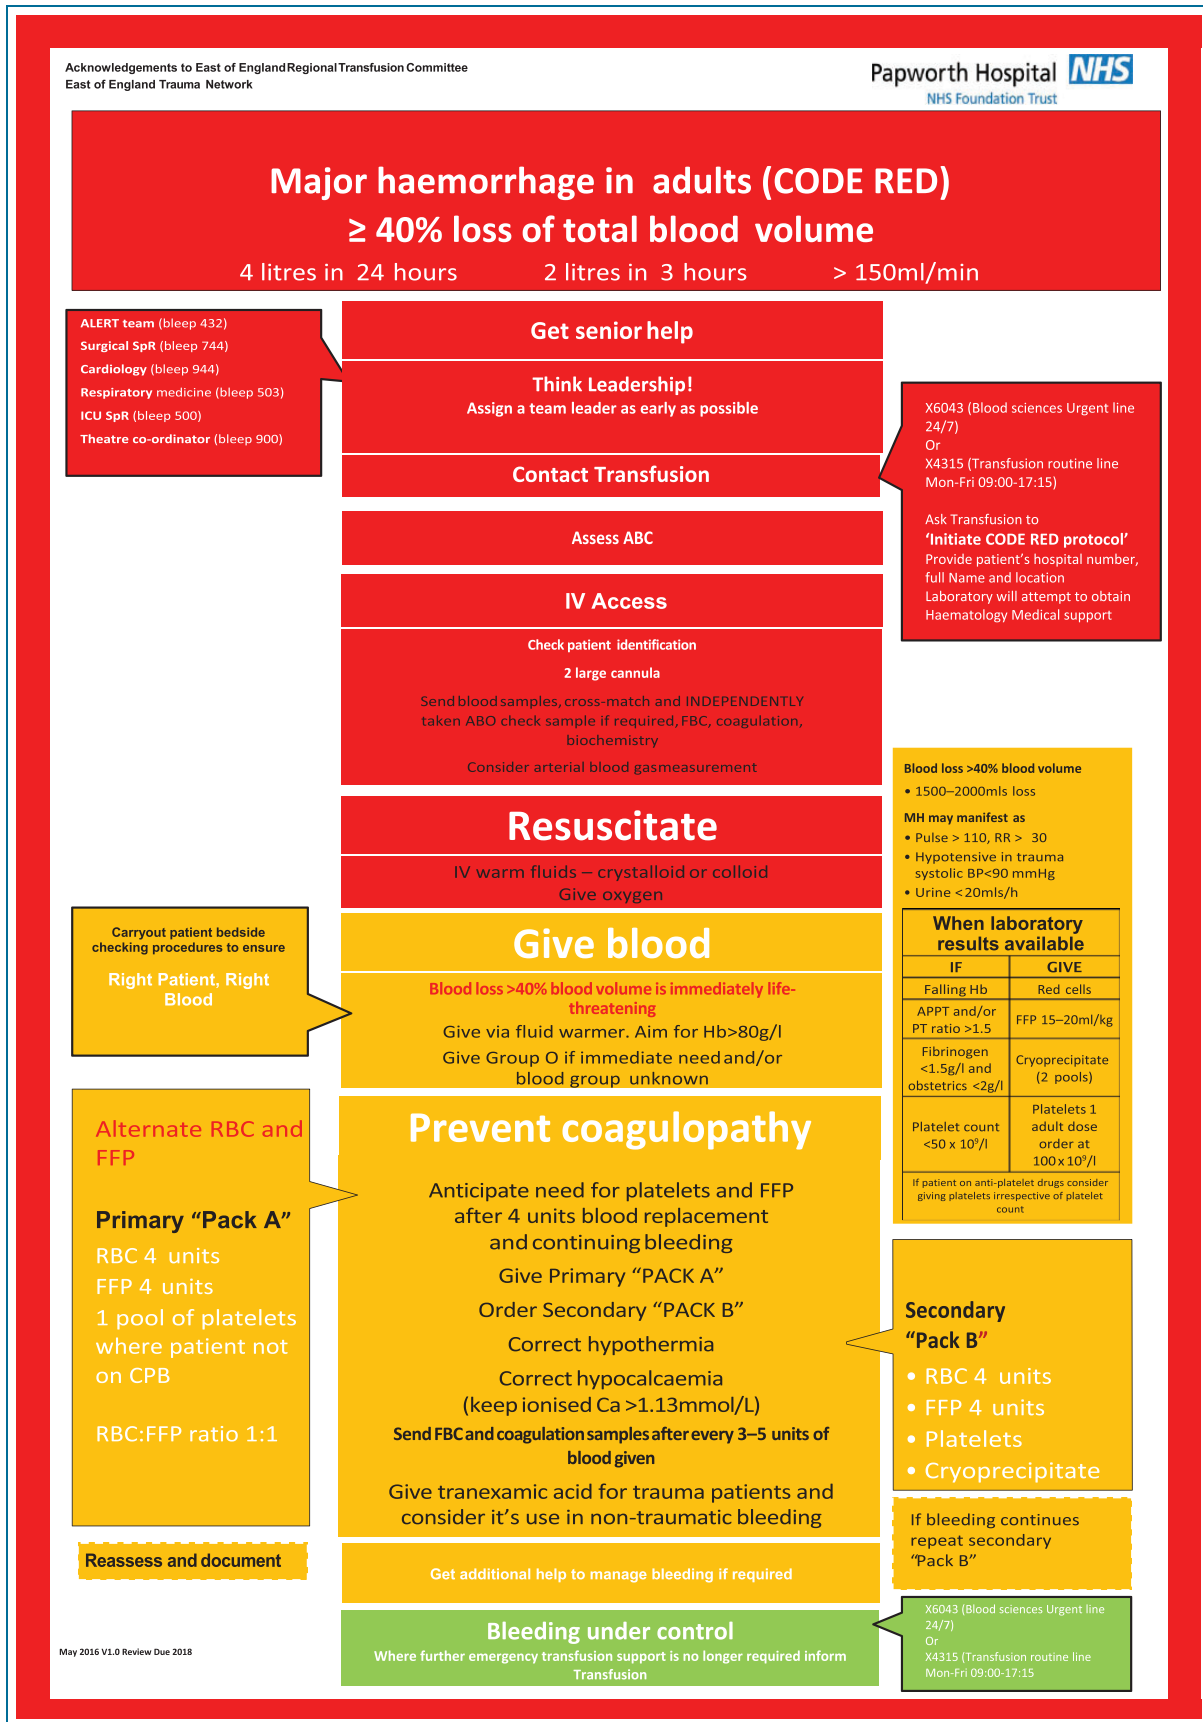 Acknowledgements to East of England Regional Transfusion Committee
East of England Trauma Network
Papworth Hospital NHS
NHS Foundation Trust
Major haemorrhage in adults (CODE RED)
≥ 40% loss of total blood volume
4 litres in 24 hours 2 litres in 3 hours > 150ml/min
ALERT team (bleep 432)
Surgical SpR (bleep 744)
Cardiology (bleep 944)
Respiratory medicine (bleep 503)
ICU SpR (bleep 500)
Theatre co-ordinator (bleep 900)
Get senior help
Think Leadership!
Assign a team leader as early as possible
Contact Transfusion
X6043 (Blood sciences Urgent line
24/7)
Or
X4315 (Transfusion routine line
Mon-Fri 09:00-17:15)
Ask Transfusion to
‘Initiate CODE RED protocol’
Provide patient’s hospital number,
full Name and location
Laboratory will attempt to obtain
Haematology Medical support
Assess ABC
IV Access
Check patient identification
2 large cannula
Send blood samples, cross-match and INDEPENDENTLY
taken ABO check sample if required, FBC, coagulation,
biochemistry
Consider arterial blood gas measurement
Resuscitate
IV warm fluids – crystalloid or colloid
Give oxygen
Blood loss >40% blood volume
• 1500–2000mls loss
MH may manifest as
• Pulse > 110, RR > 30
• Hypotensive in trauma
systolic BP<90 mmHg
• Urine <20mls/h
When laboratory
results available
IF GIVE
Falling Hb Red cells
APPT and/or
PT ratio >1.5 FFP 15–20ml/kg
Fibrinogen
<1.5g/l and
obstetrics <2g/l
Cryoprecipitate
(2 pools)
Platelet count
<50 x 10⁹/l
Platelets 1
adult dose
order at
100 x 10⁹/l
If patient on anti-platelet drugs consider
giving platelets irrespective of platelet
count
Carryout patient bedside
checking procedures to ensure
Right Patient, Right
Blood
Give blood
Blood loss >40% blood volume is immediately life-
threatening
Give via fluid warmer. Aim for Hb>80g/l
Give Group O if immediate need and/or
blood group unknown
Alternate RBC and
FFP
Primary “Pack A”
RBC 4 units
FFP 4 units
1 pool of platelets
where patient not
on CPB
RBC:FFP ratio 1:1
Prevent coagulopathy
Anticipate need for platelets and FFP
after 4 units blood replacement
and continuing bleeding
Give Primary “PACK A”
Order Secondary “PACK B”
Correct hypothermia
Correct hypocalcaemia
(keep ionised Ca >1.13mmol/L)
Send FBC and coagulation samples after every 3–5 units of
blood given
Give tranexamic acid for trauma patients and
consider it’s use in non-traumatic bleeding
Secondary
“Pack B”
• RBC 4 units
• FFP 4 units
• Platelets
• Cryoprecipitate
If bleeding continues
repeat secondary
“Pack B”
Reassess and document
Get additional help to manage bleeding if required
Bleeding under control
Where further emergency transfusion support is no longer required inform
Transfusion
X6043 (Blood sciences Urgent line
24/7)
Or
X4315 (Transfusion routine line
Mon-Fri 09:00-17:15
May 2016 V1.0 Review Due 2018